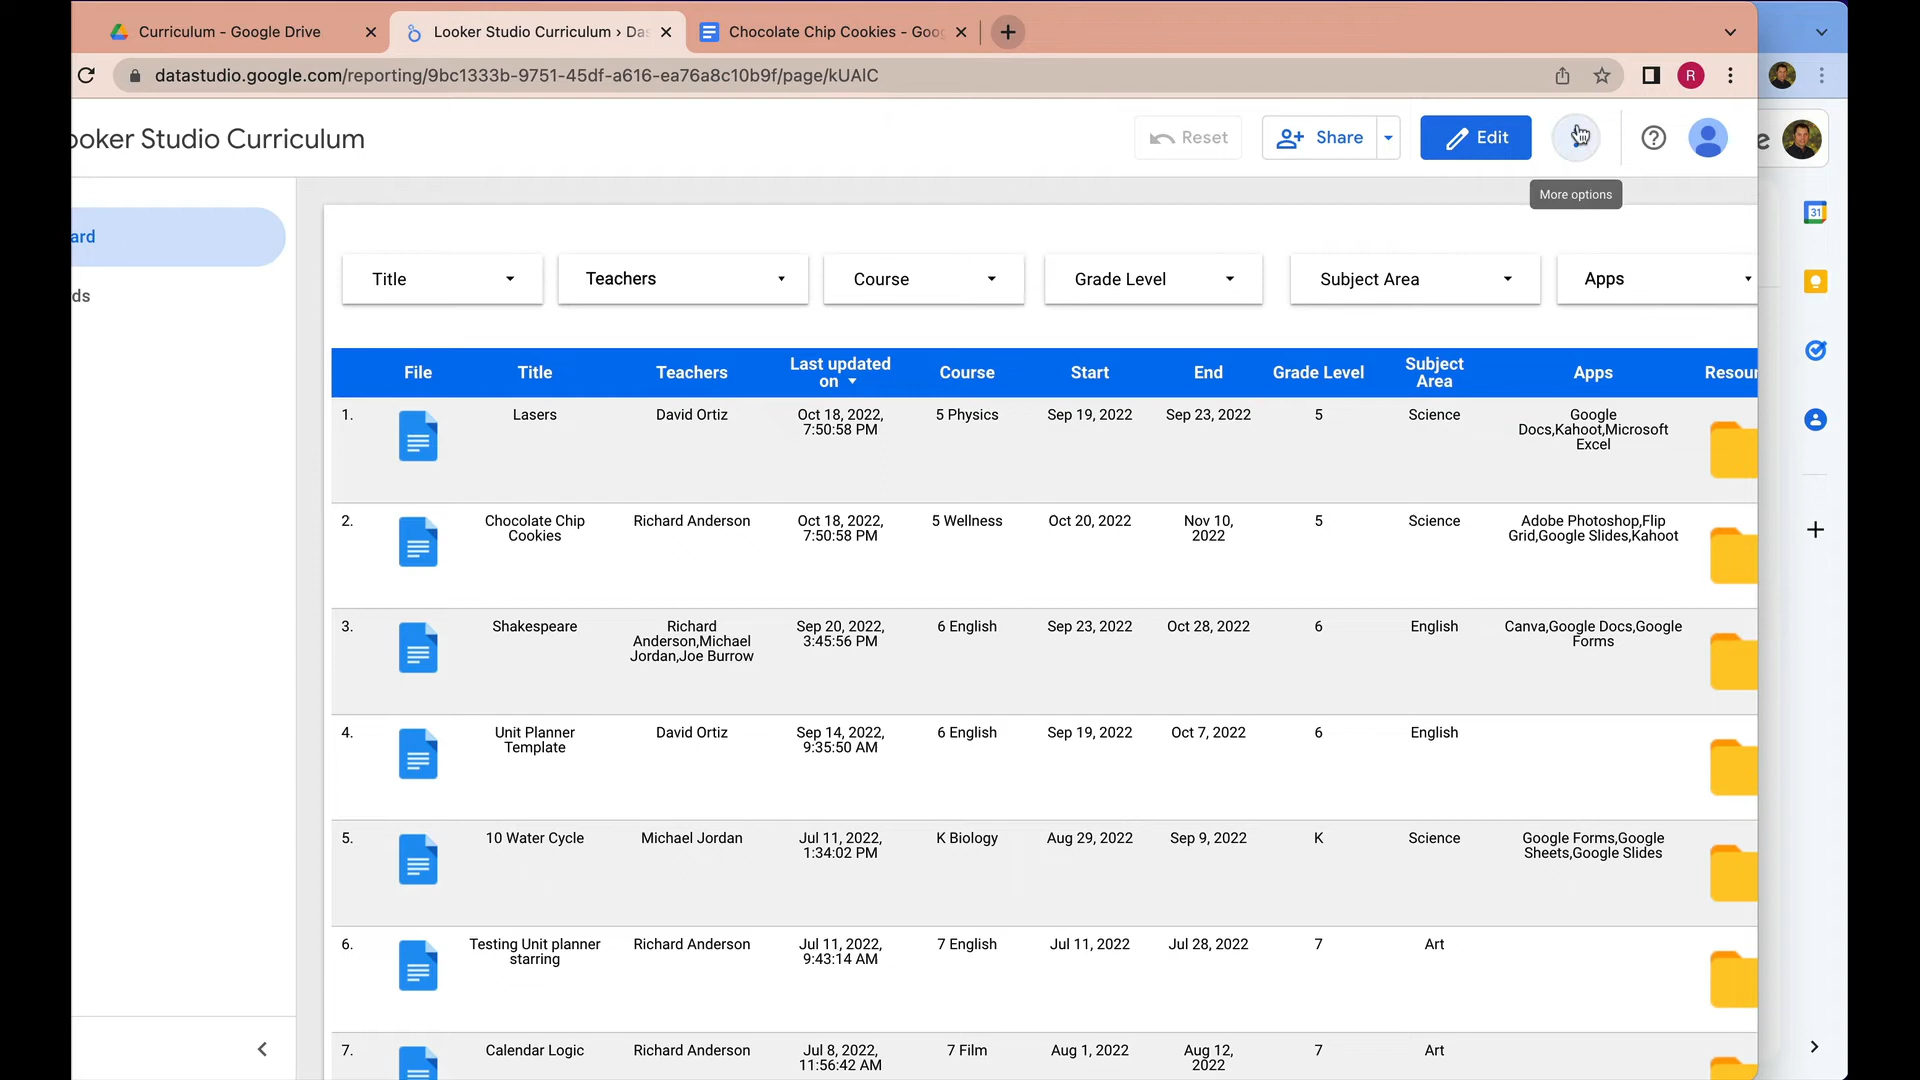 Curriculum - Google Drive
Looker Studio Curriculum › Da
Chocolate Chip Cookies - Goo
datastudio.google.com/reporting/9bc1333b-9751-45df-a616-ea76a8c10b9f/page/kUAIC
R
ooker Studio Curriculum
Reset
Share
Edit
e
More options
31
ard
ds
Title
Teachers
Course
Grade Level
Subject Area
Apps
File
Title
Teachers
Last updated
on
Course
Start
End
Grade Level
Subject
Area
Apps
Resour
1.
Lasers
David Ortiz
Oct 18, 2022,
7:50:58 PM
5 Physics
Sep 19, 2022
Sep 23, 2022
5
Science
Google
Docs,Kahoot,Microsoft
Excel
2.
Chocolate Chip
Cookies
Richard Anderson
Oct 18, 2022,
7:50:58 PM
5 Wellness
Oct 20, 2022
Nov 10,
2022
5
Science
Adobe Photoshop,Flip
Grid,Google Slides,Kahoot
3.
Shakespeare
Richard
Anderson,Michael
Jordan,Joe Burrow
Sep 20, 2022,
3:45:56 PM
6 English
Sep 23, 2022
Oct 28, 2022
6
English
Canva,Google Docs,Google
Forms
4.
Unit Planner
Template
David Ortiz
Sep 14, 2022,
9:35:50 AM
6 English
Sep 19, 2022
Oct 7, 2022
6
English
5.
10 Water Cycle
Michael Jordan
Jul 11, 2022,
1:34:02 PM
K Biology
Aug 29, 2022
Sep 9, 2022
K
Science
Google Forms,Google
Sheets,Google Slides
6.
Testing Unit planner
starring
Richard Anderson
Jul 11, 2022,
9:43:14 AM
7 English
Jul 11, 2022
Jul 28, 2022
7
Art
7.
Calendar Logic
Richard Anderson
Jul 8, 2022,
11:56:42 AM
7 Film
Aug 1, 2022
Aug 12,
2022
7
Art